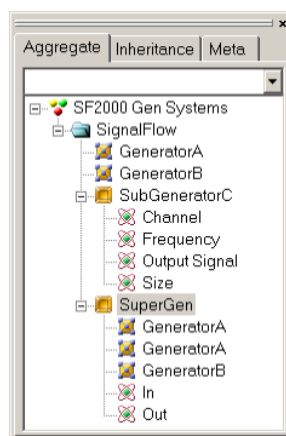 Aggregate Inheritance Meta
SF2000 Gen Systems
SignalFlow
GeneratorA
GeneratorB
SubGeneratorC
Channel
Frequency
Output Signal
Size
SuperGen
GeneratorA
GeneratorA
GeneratorB
In
Out